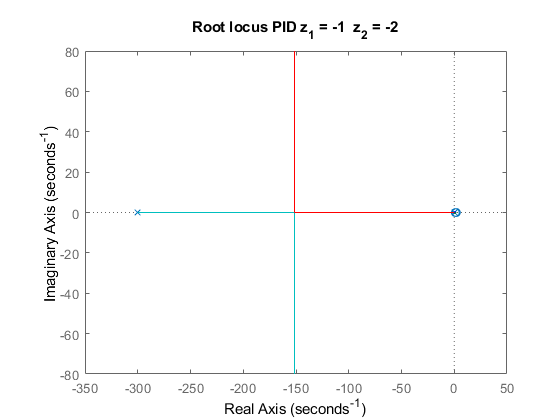 Root locus PID z1 = -1 z2 = -2
80
60
40
20
0
-20
-40
-60
-80
Imaginary Axis (seconds-1)
-350 -300 -250 -200 -150 -100 -50 0 50
Real Axis (seconds-1)